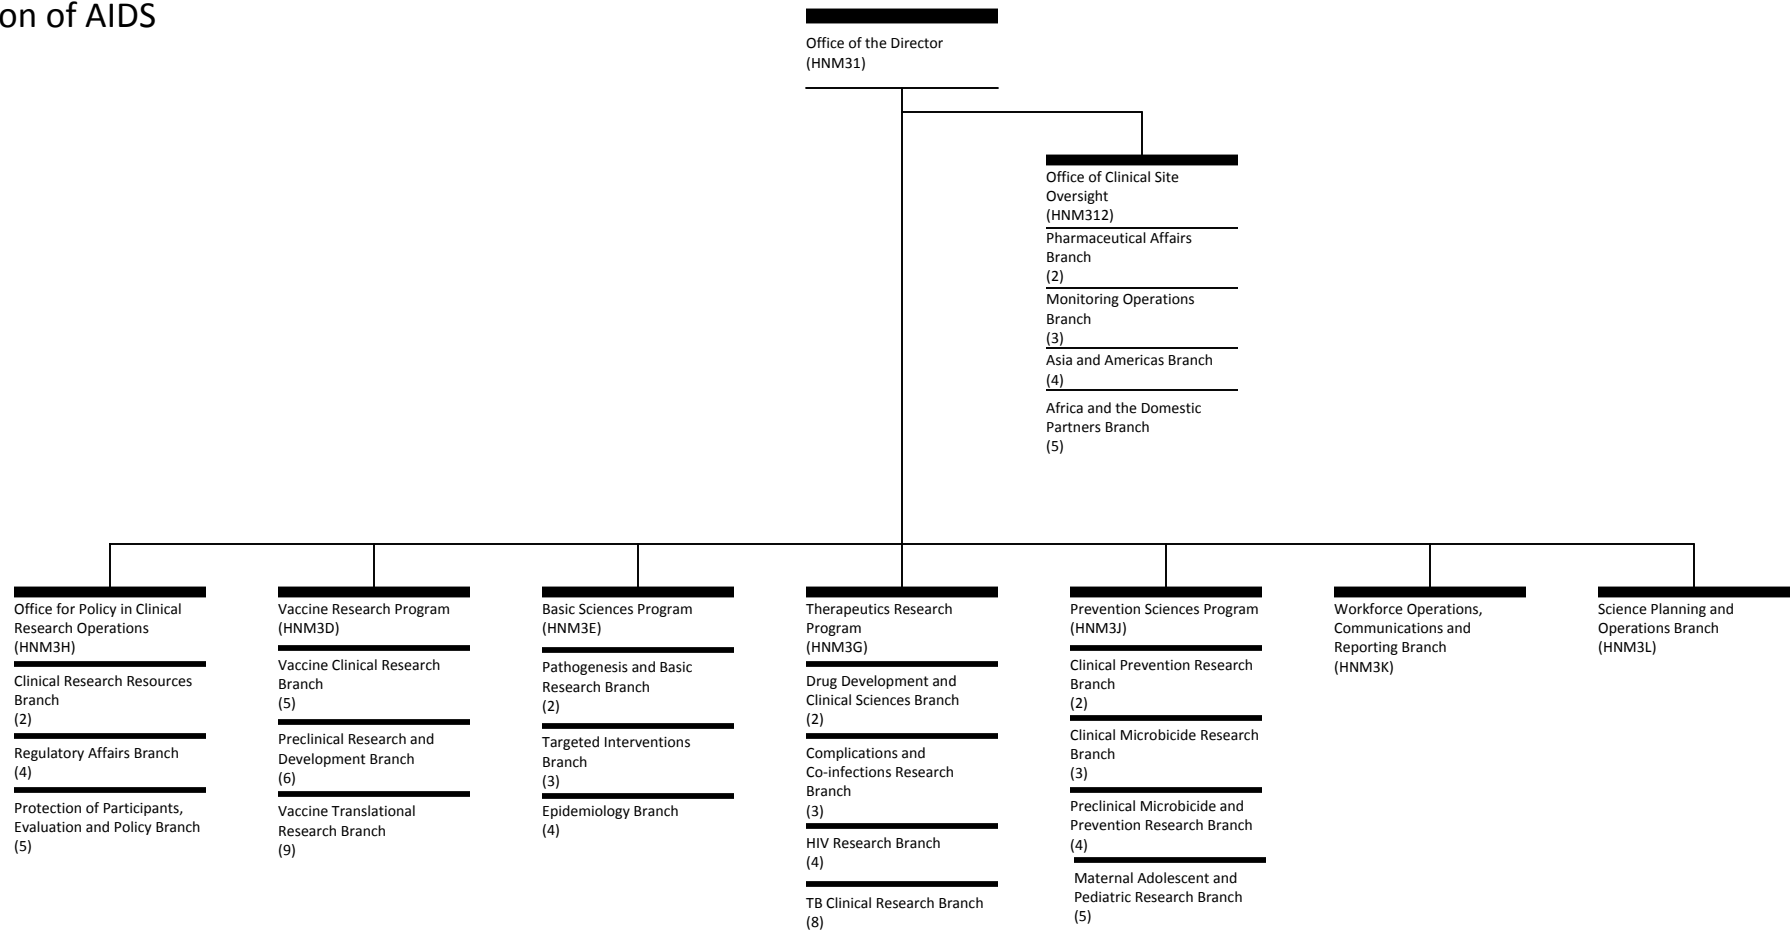 on of AIDS
Office of the Director
(HNM31)
Office of Clinical Site
Oversight
(HNM312)
Pharmaceutical Affairs
Branch
(2)
Monitoring Operations
Branch
(3)
Asia and Americas Branch
(4)
Africa and the Domestic
Partners Branch
(5)
Office for Policy in Clinical
Research Operations
(HNM3H)
Clinical Research Resources
Branch
(2)
Regulatory Affairs Branch
(4)
Protection of Participants,
Evaluation and Policy Branch
(5)
Vaccine Research Program
(HNM3D)
Vaccine Clinical Research
Branch
(5)
Preclinical Research and
Development Branch
(6)
Vaccine Translational
Research Branch
(9)
Basic Sciences Program
(HNM3E)
Pathogenesis and Basic
Research Branch
(2)
Targeted Interventions
Branch
(3)
Epidemiology Branch
(4)
Therapeutics Research
Program
(HNM3G)
Drug Development and
Clinical Sciences Branch
(2)
Complications and
Co-infections Research
Branch
(3)
HIV Research Branch
(4)
TB Clinical Research Branch
(8)
Prevention Sciences Program
(HNM3J)
Clinical Prevention Research
Branch
(2)
Clinical Microbicide Research
Branch
(3)
Preclinical Microbicide and
Prevention Research Branch
(4)
Maternal Adolescent and
Pediatric Research Branch
(5)
Workforce Operations,
Communications and
Reporting Branch
(HNM3K)
Science Planning and
Operations Branch
(HNM3L)